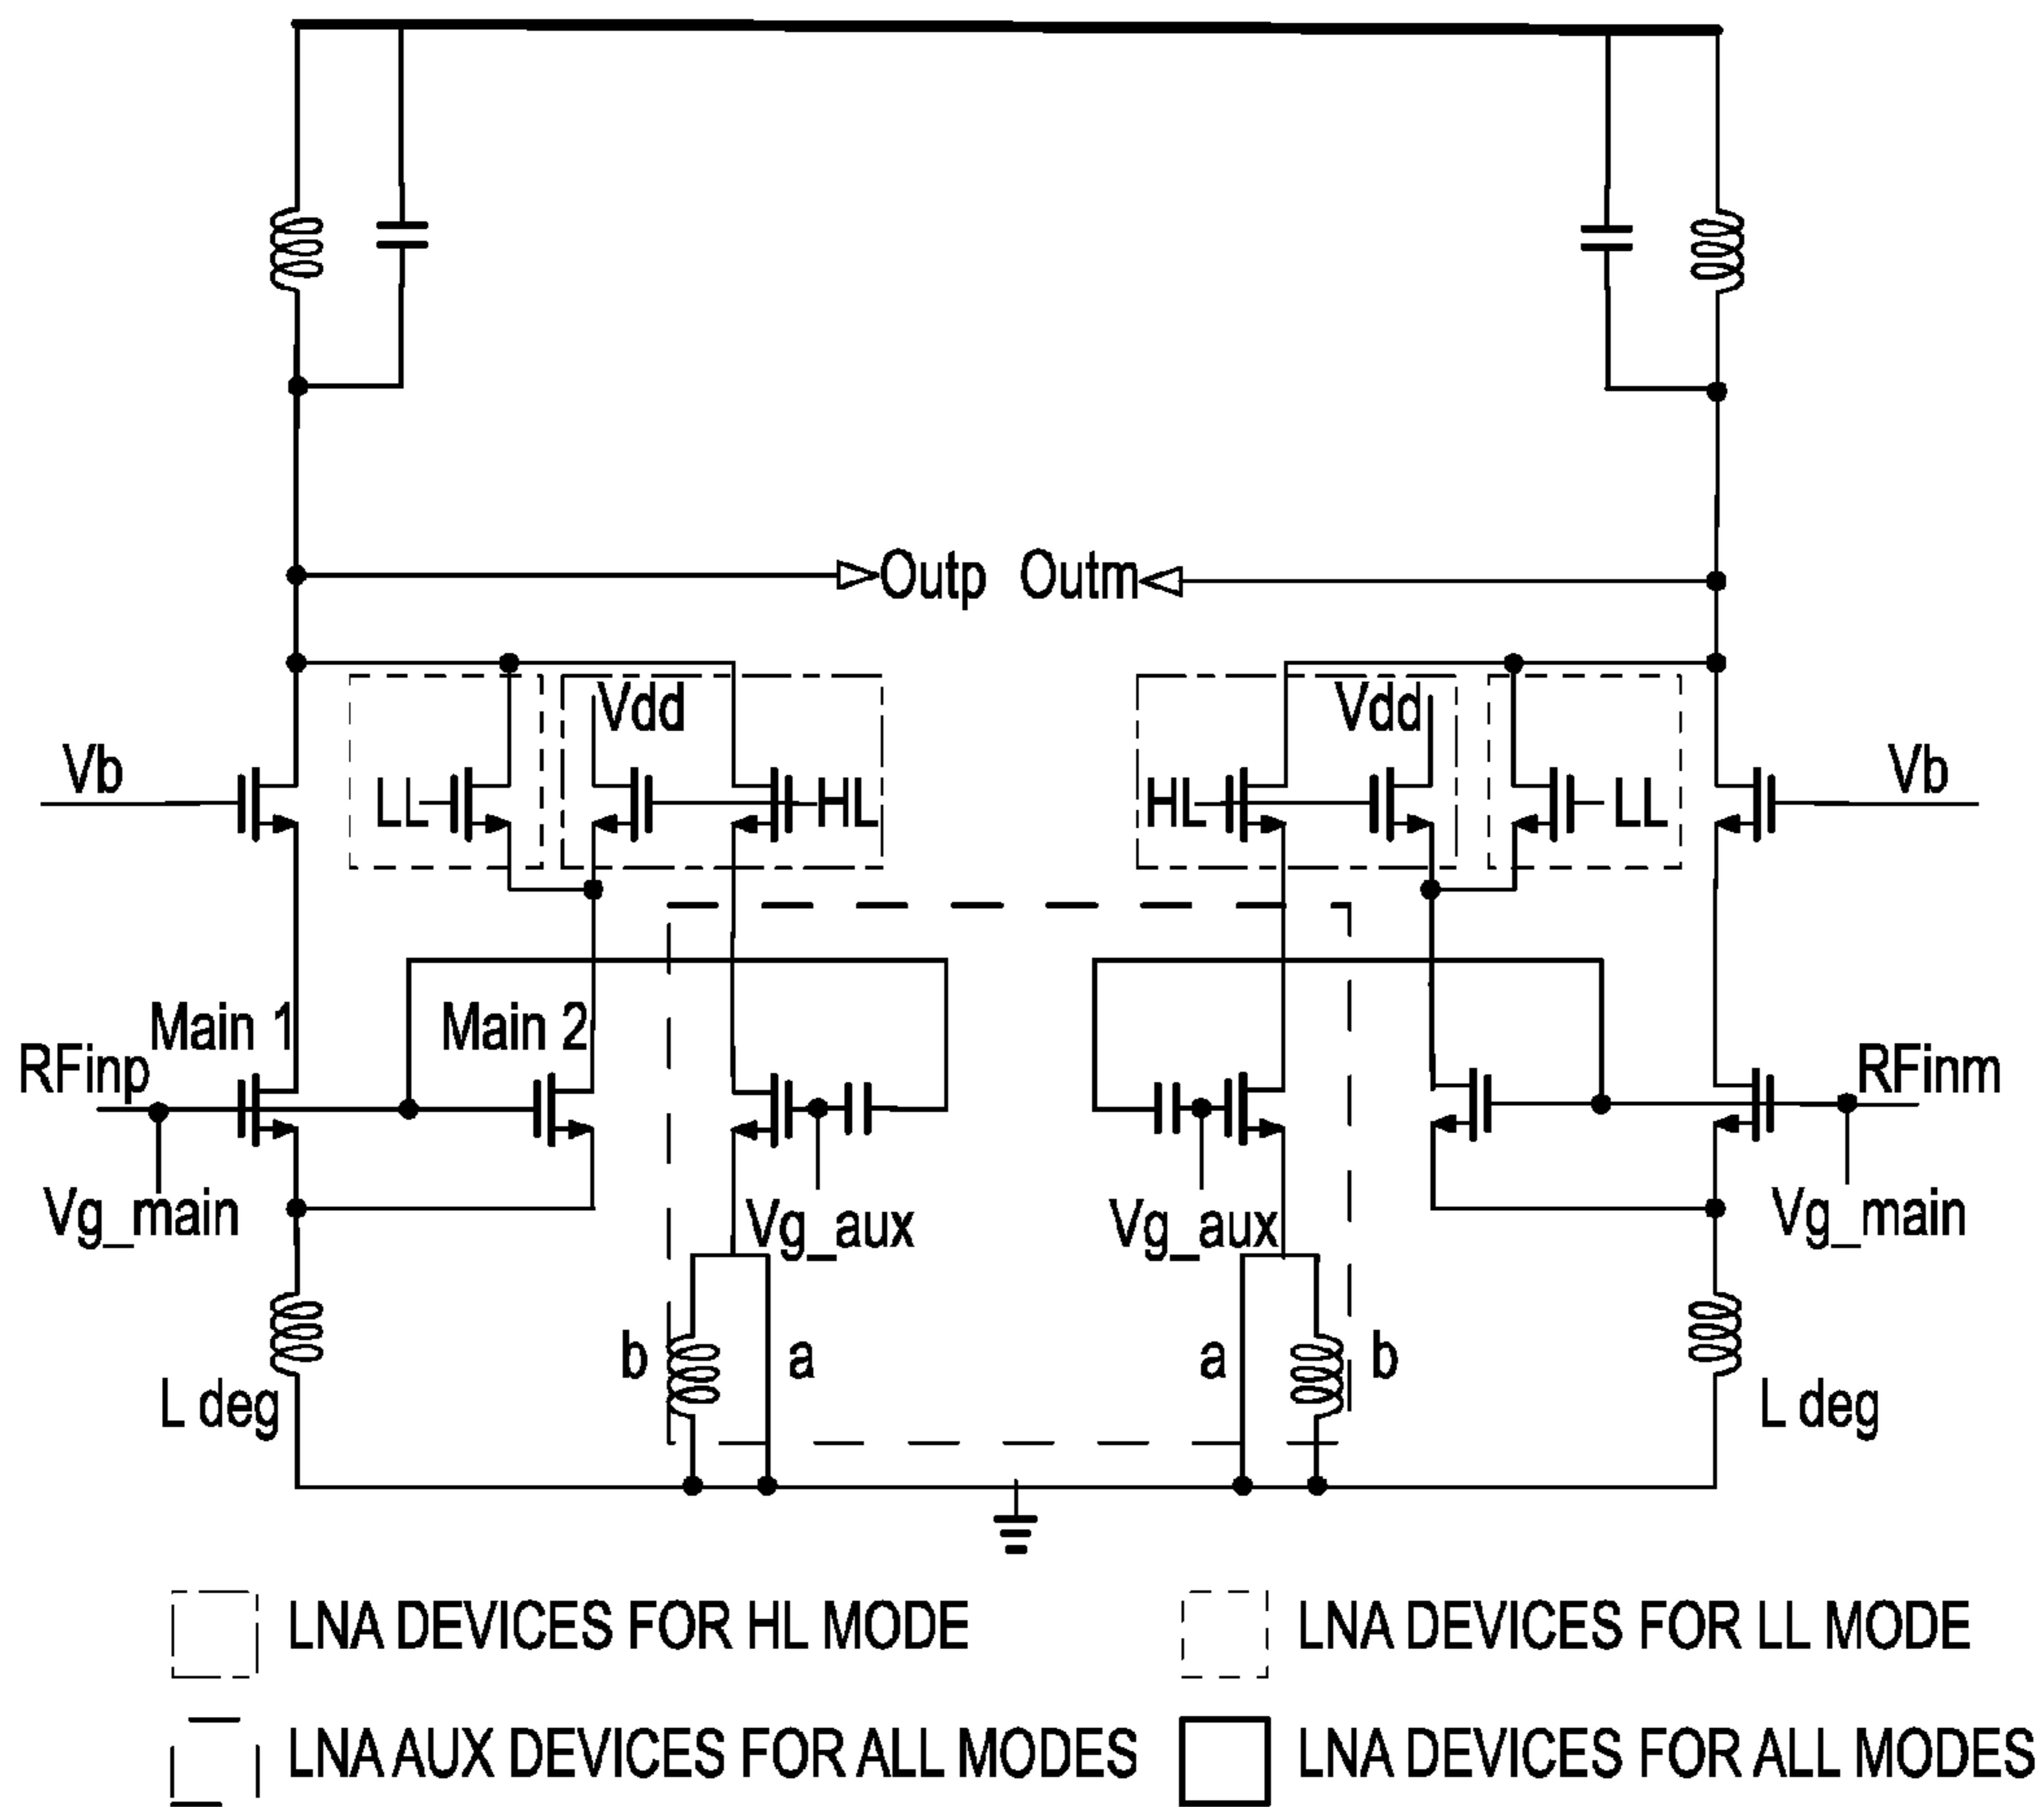 Outp Outm
Vdd Vdd
Vb LL HL HL LL Vb
Main 1 Main 2
RFinp RFinm
Vg_main Vg_aux Vg_aux Vg_main
b a a b
L deg L deg
LNA DEVICES FOR HL MODE LNA DEVICES FOR LL MODE
LNA AUX DEVICES FOR ALL MODES LNA DEVICES FOR ALL MODES